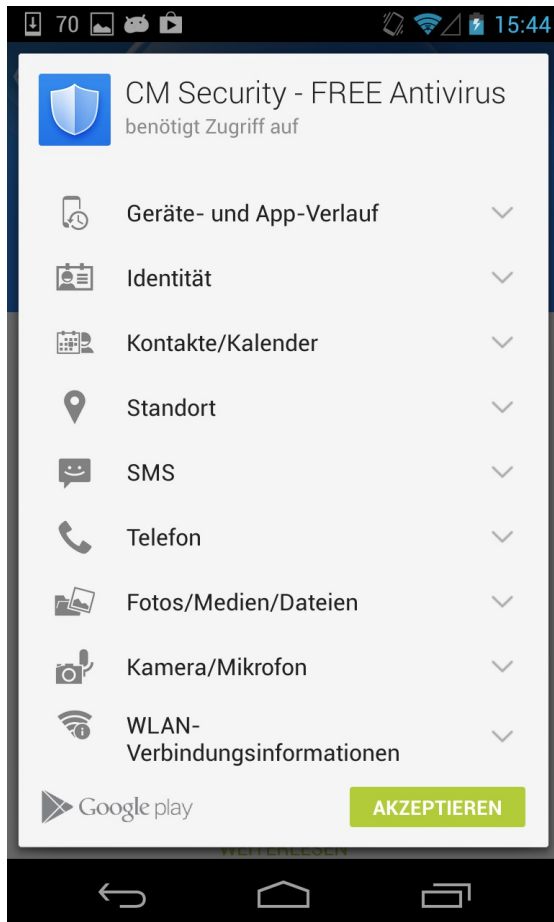 70
15:44
CM Security - FREE Antivirus
benötigt Zugriff auf
Geräte- und App-Verlauf
Identität
Kontakte/Kalender
Standort
SMS
Telefon
Fotos/Medien/Dateien
Kamera/Mikrofon
WLAN-
Verbindungsinformationen
Google play
AKZEPTIEREN
WEITERLESEN